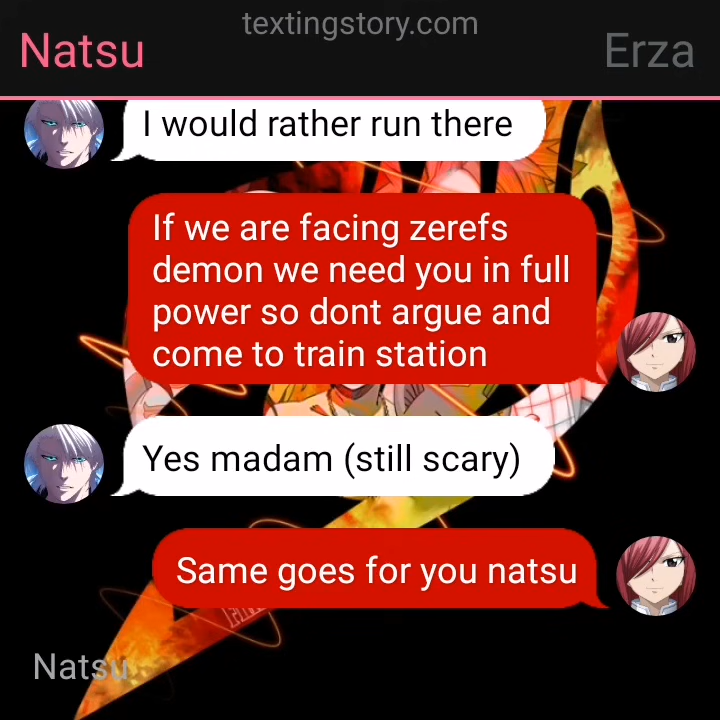 textingstory.com
Natsu
Erza
I would rather run there
If we are facing zerefs
demon we need you in full
power so dont argue and
come to train station
Yes madam (still scary)
Same goes for you natsu
Natsu